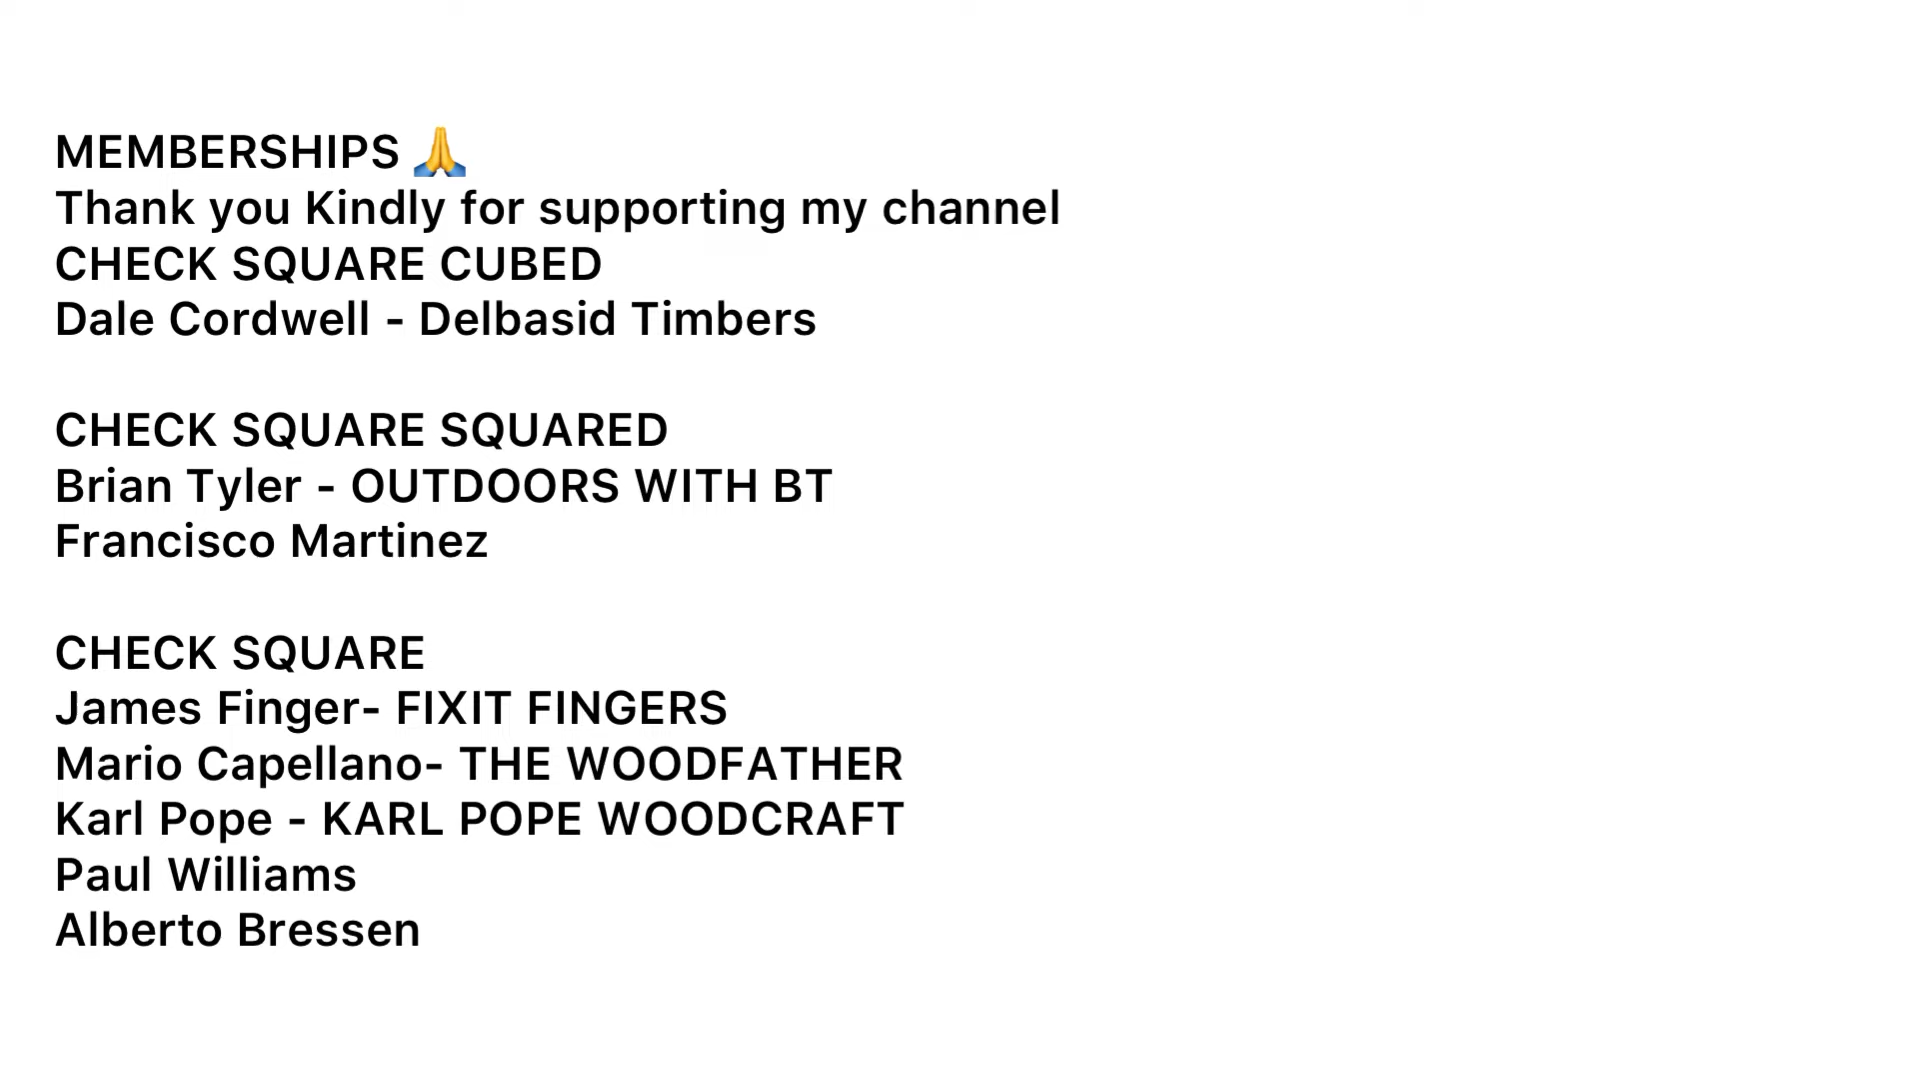 MEMBERSHIPS 🙏
Thank you Kindly for supporting my channel
CHECK SQUARE CUBED
Dale Cordwell - Delbasid Timbers
CHECK SQUARE SQUARED
Brian Tyler - OUTDOORS WITH BT
Francisco Martinez
CHECK SQUARE
James Finger- FIXIT FINGERS
Mario Capellano- THE WOODFATHER
Karl Pope - KARL POPE WOODCRAFT
Paul Williams
Alberto Bressen